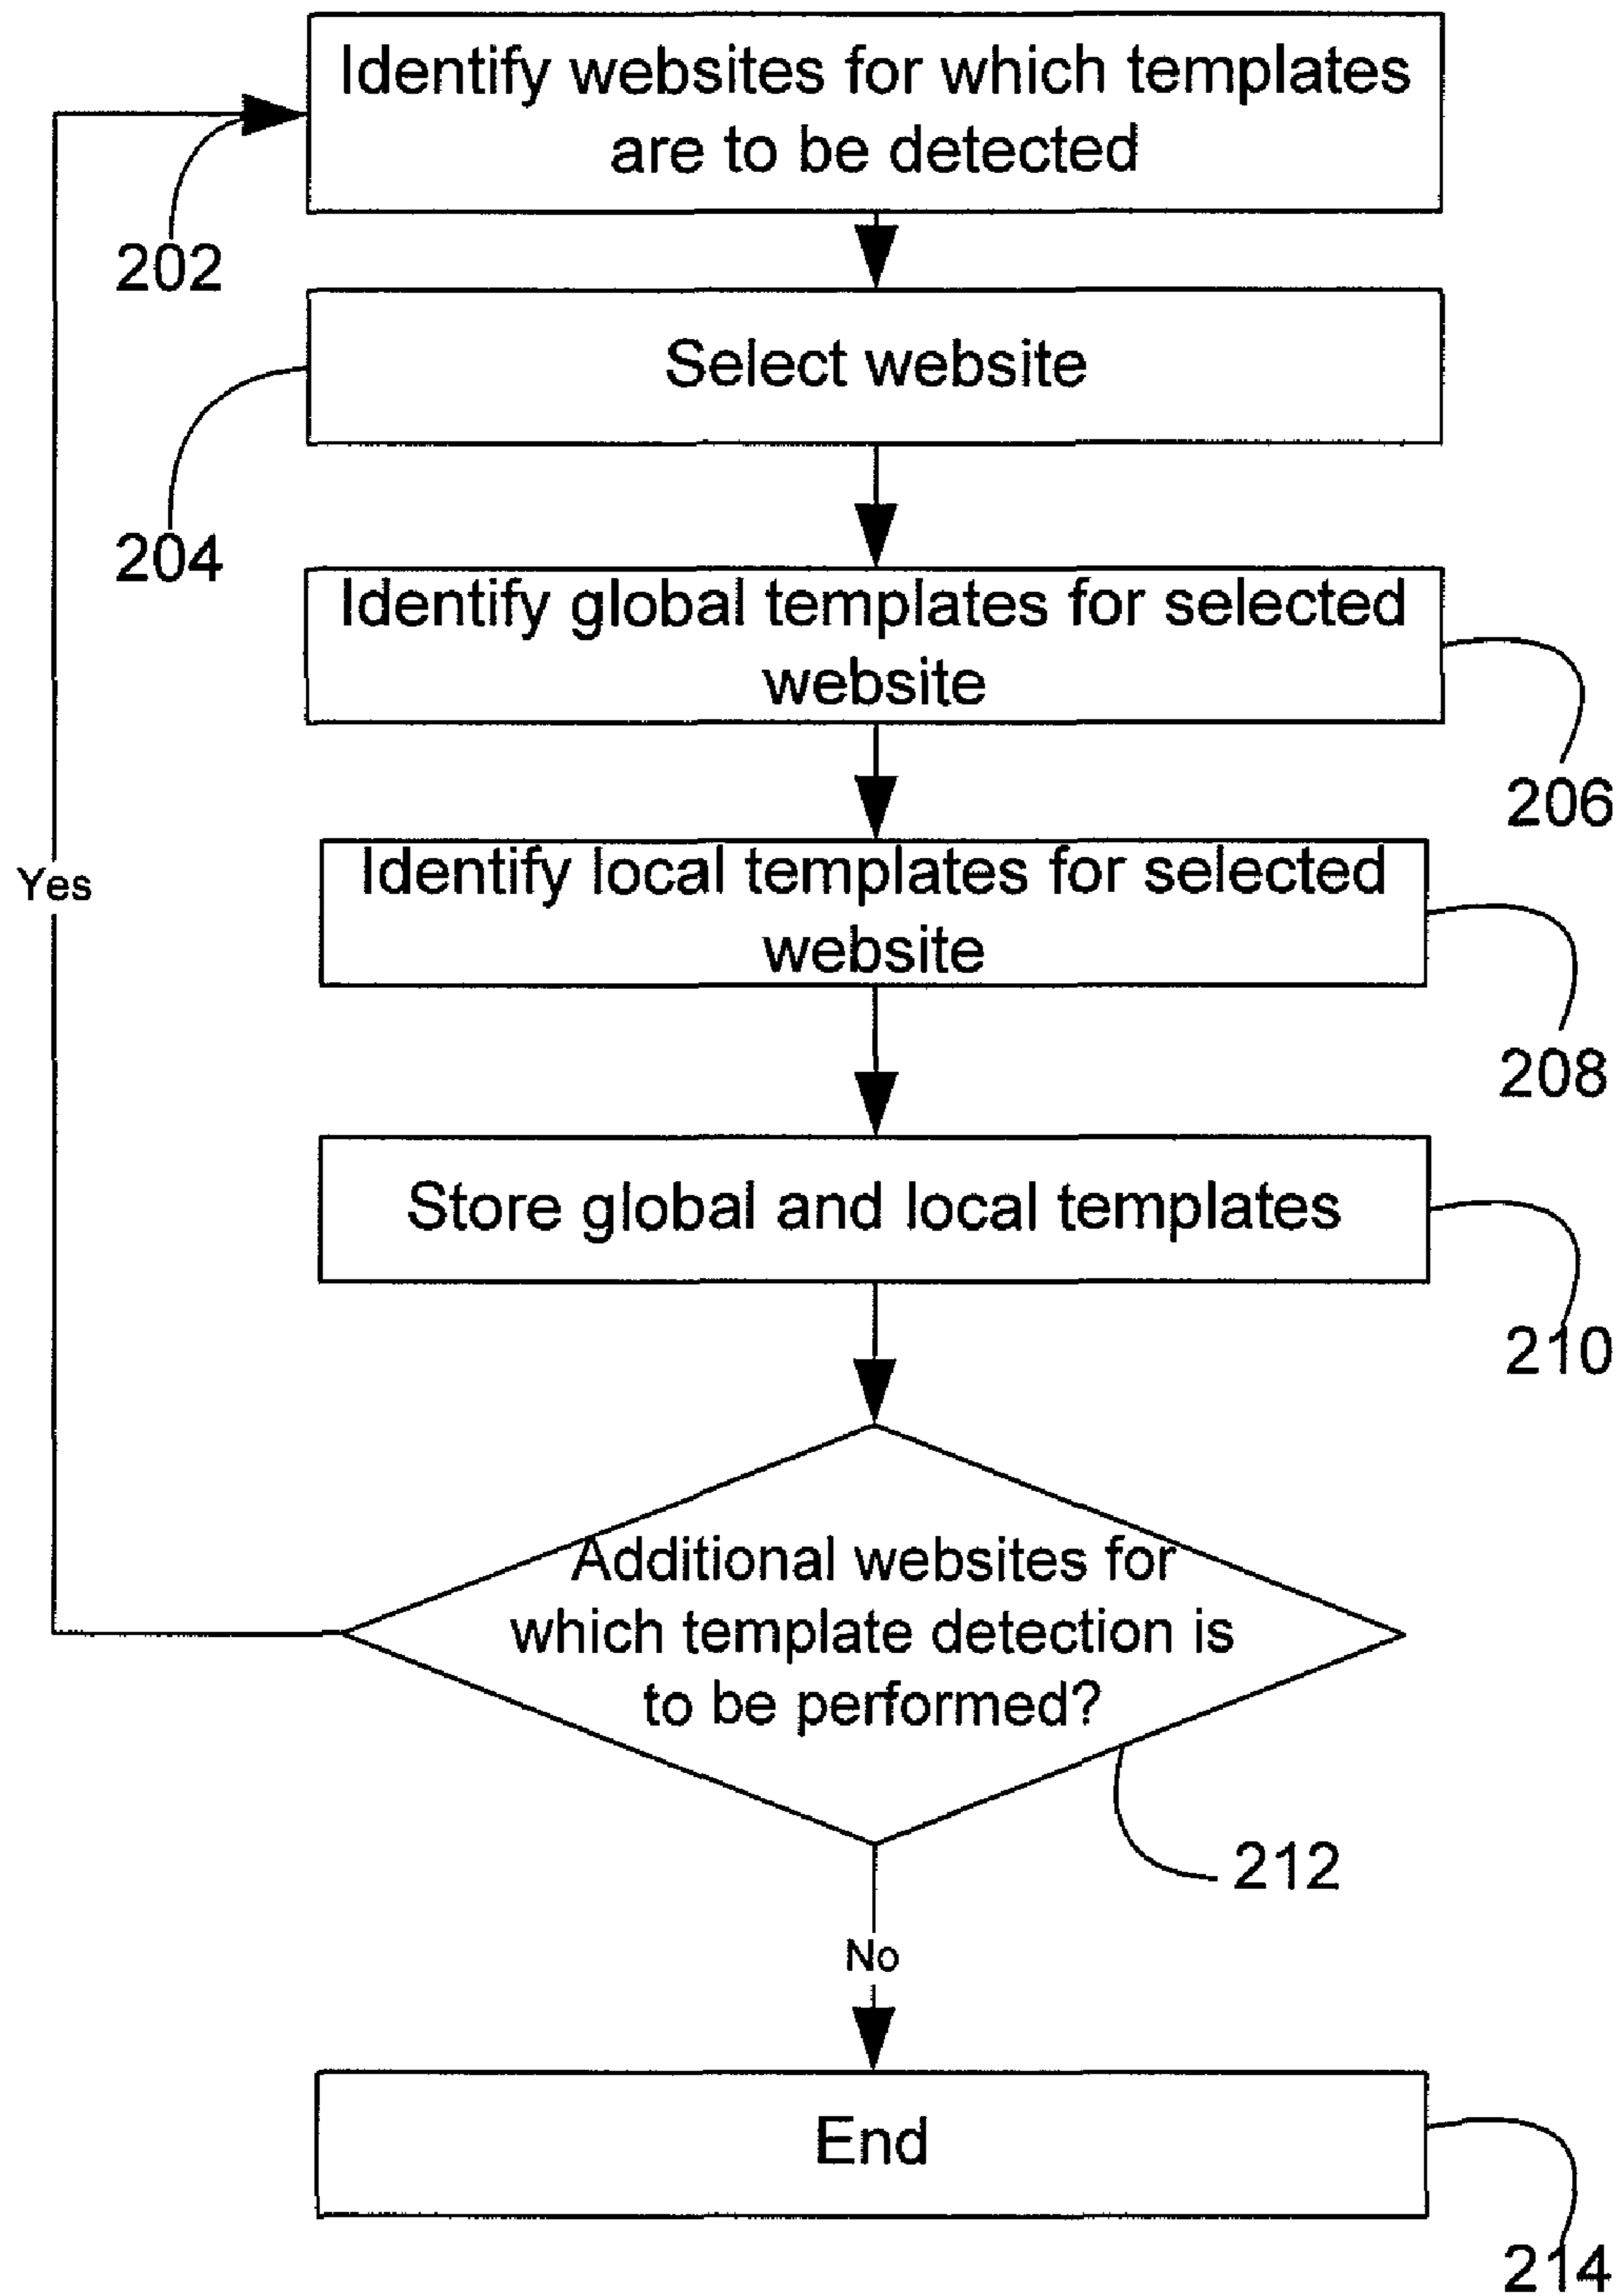 Identify websites for which templates
are to be detected
202
Select website
204
Identify global templates for selected
website
206
Identify local templates for selected
website
208
Yes
Store global and local templates
210
Additional websites for
which template detection is
to be performed?
212
No
End
214